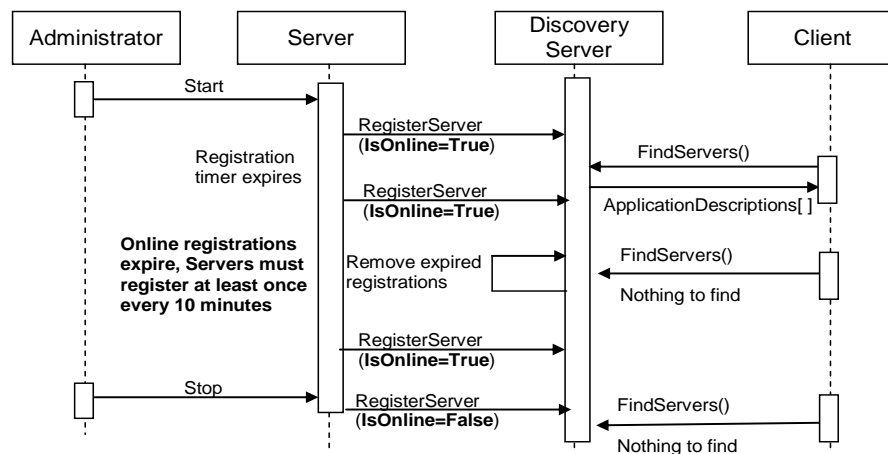 Administrator
Server
Discovery
Server
Client
Start
RegisterServer
(IsOnline=True)
FindServers()
Registration
timer expires
RegisterServer
(IsOnline=True)
ApplicationDescriptions[ ]
Online registrations
expire, Servers must
register at least once
every 10 minutes
Remove expired
registrations
FindServers()
Nothing to find
RegisterServer
(IsOnline=True)
Stop
RegisterServer
(IsOnline=False)
FindServers()
Nothing to find